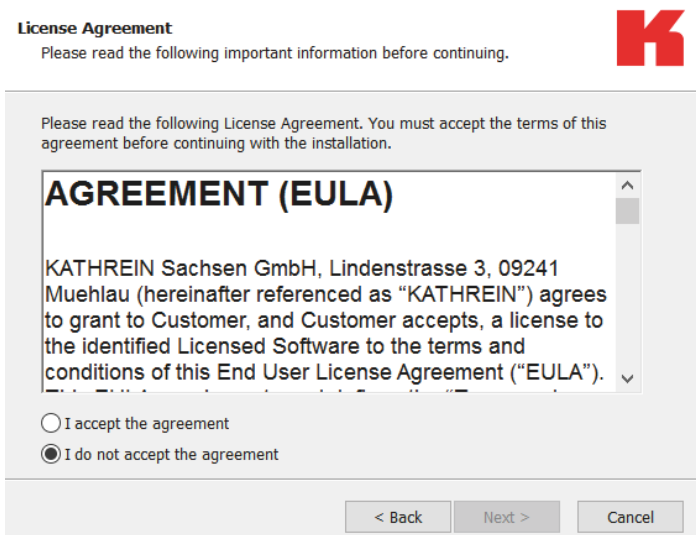 License Agreement
Please read the following important information before continuing.
Please read the following License Agreement. You must accept the terms of this
agreement before continuing with the installation.
AGREEMENT (EULA)
KATHREIN Sachsen GmbH, Lindenstrasse 3, 09241
Muehlau (hereinafter referenced as “KATHREIN”) agrees
to grant to Customer, and Customer accepts, a license to
the identified Licensed Software to the terms and
conditions of this End User License Agreement (“EULA”).
I accept the agreement
I do not accept the agreement
< Back
Next >
Cancel